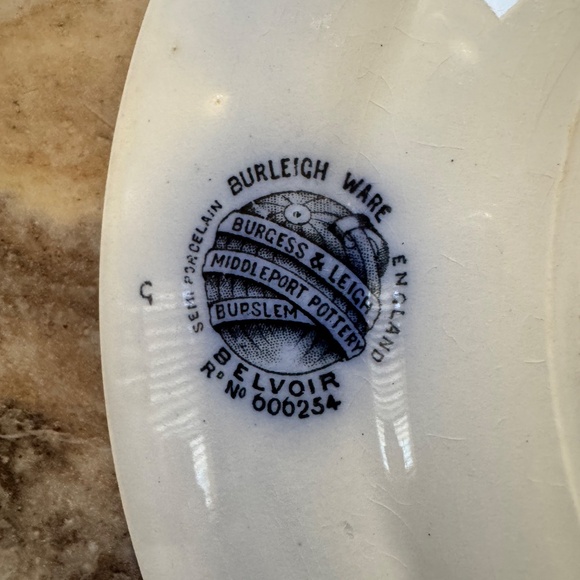 BURLEIGH WARE
SEMI PORCELAIN
ENGLAND
BURGESS & LEIGH
MIDDLEPORT POTTERY
BURSLEM
BELVOIR
Rᴰ Nº 606254